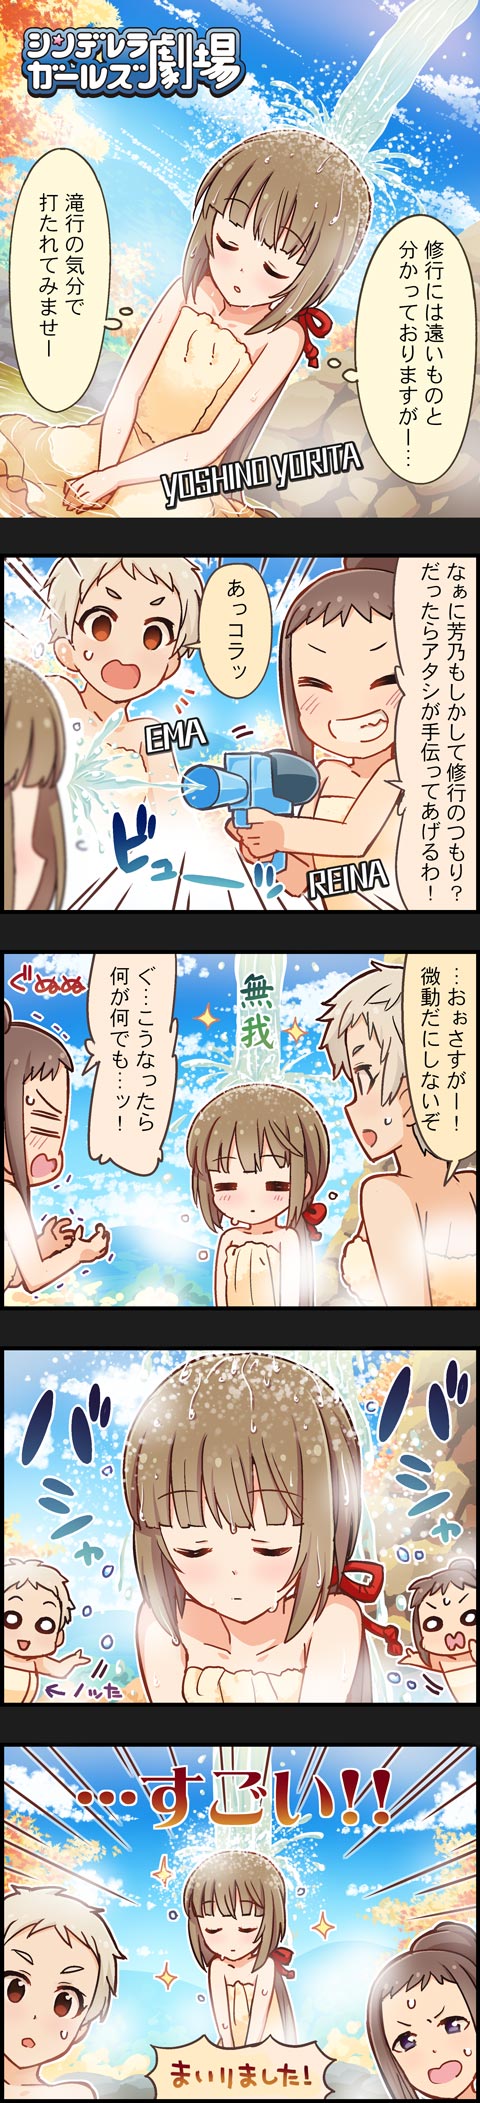 シンデレラ
ガールズ劇場
修行には遠いものと
分かっておりますがー…
滝行の気分で
打たれてみませー
YOSHINO YORITA
なぁに芳乃もしかして修行のつもり？
だったらアタシが手伝ってあげるわ！
あっコラッ
EMA
REINA
ビューーッ
…おぉさすがー！
微動だにしないぞ
無我
ぐ…こうなったら
何が何でも…ッ！
ぐぬぬぬ
バシャ
バシャ
←ノッた
…すごい!!
まいりました！